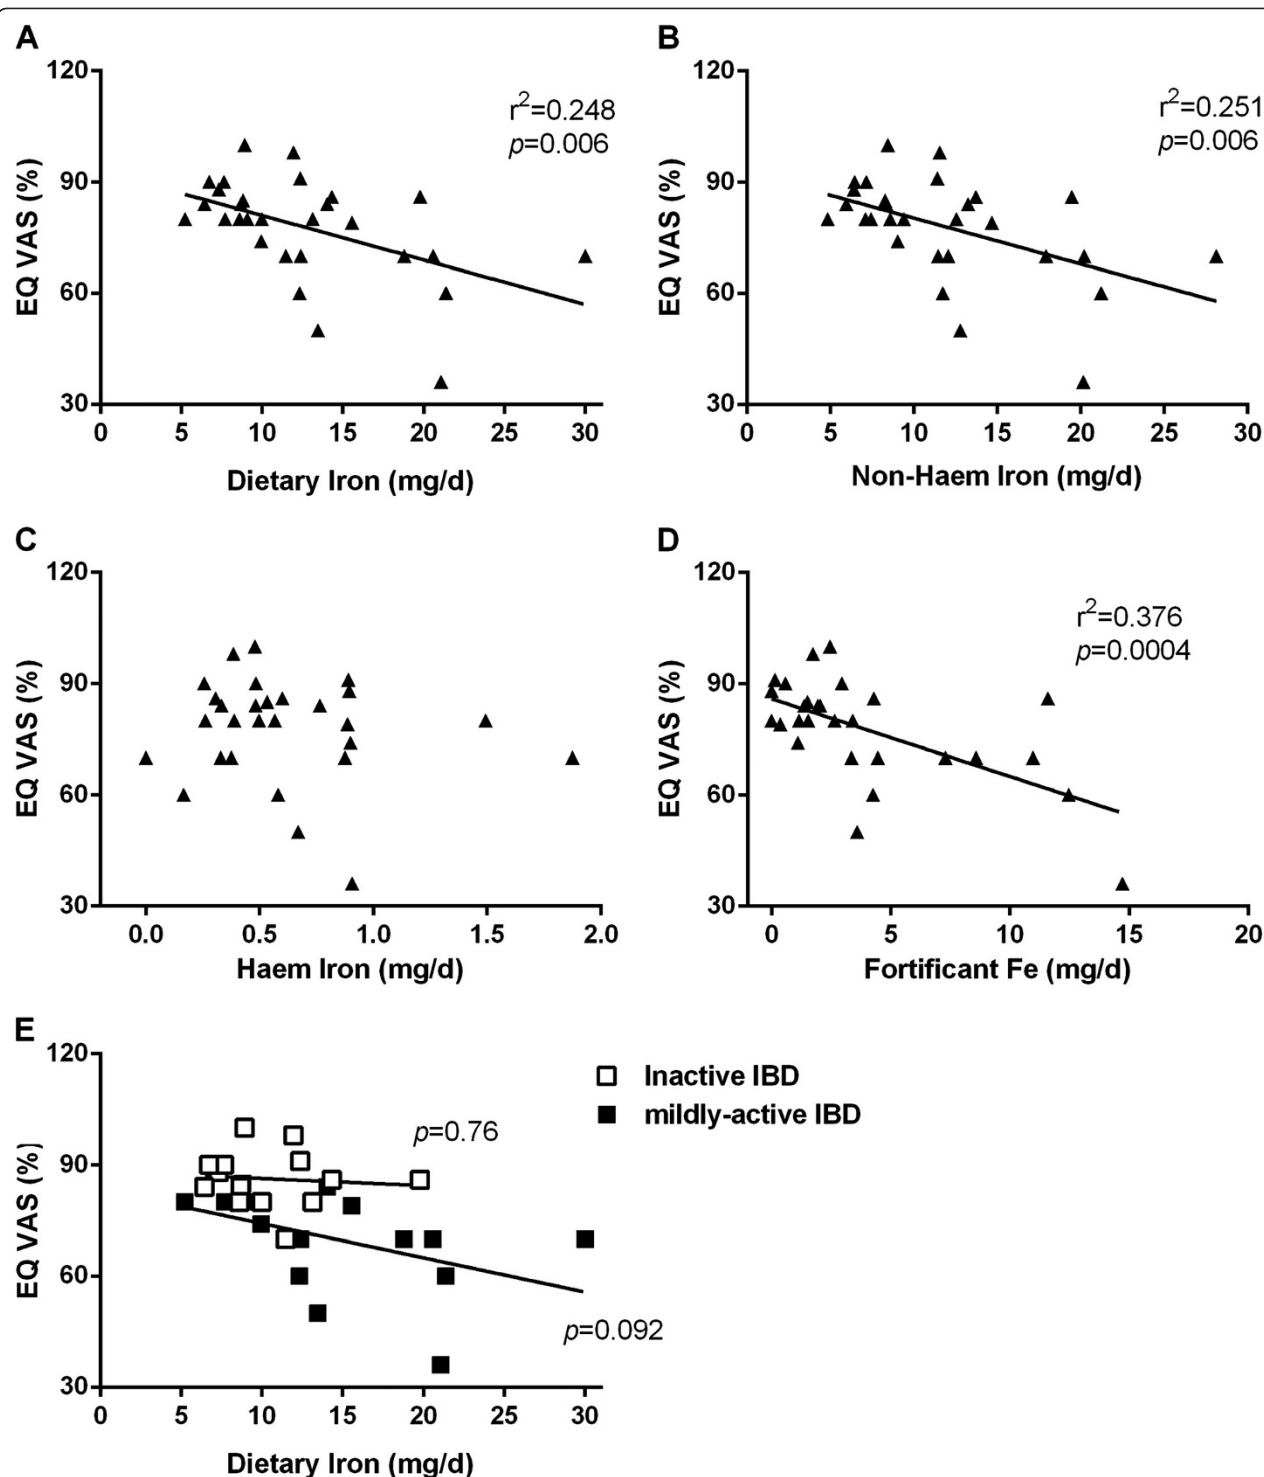 A
120
90
60
30
EQ VAS (%)
r²=0.248
p=0.006
0 5 10 15 20 25 30
Dietary Iron (mg/d)
B
120
90
60
30
EQ VAS (%)
r²=0.251
p=0.006
0 5 10 15 20 25 30
Non-Haem Iron (mg/d)
C
120
90
60
30
EQ VAS (%)
0.0 0.5 1.0 1.5 2.0
Haem Iron (mg/d)
D
120
90
60
30
EQ VAS (%)
r²=0.376
p=0.0004
0 5 10 15 20
Fortificant Fe (mg/d)
E
120
90
60
30
EQ VAS (%)
Inactive IBD
mildly-active IBD
p=0.76
p=0.092
0 5 10 15 20 25 30
Dietary Iron (mg/d)